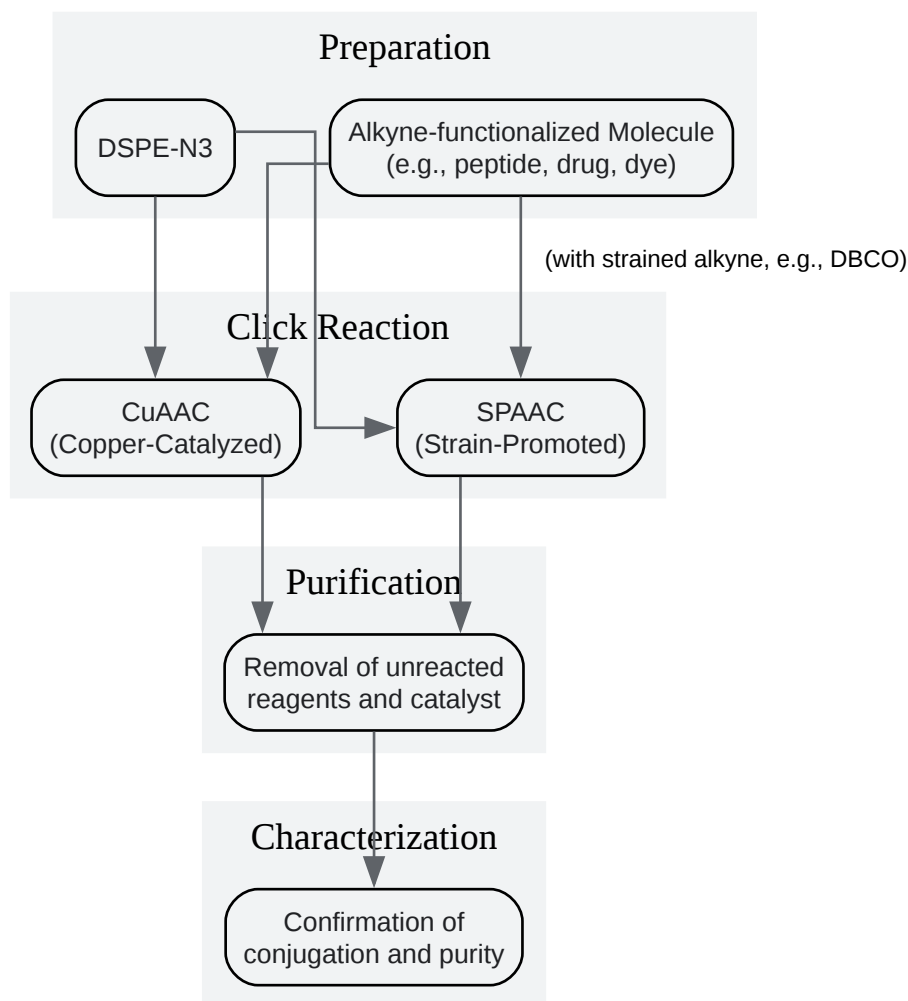 Preparation
DSPE-N3
Alkyne-functionalized Molecule
(e.g., peptide, drug, dye)
(with strained alkyne, e.g., DBCO)
Click Reaction
CuAAC
(Copper-Catalyzed)
SPAAC
(Strain-Promoted)
Purification
Removal of unreacted
reagents and catalyst
Characterization
Confirmation of
conjugation and purity